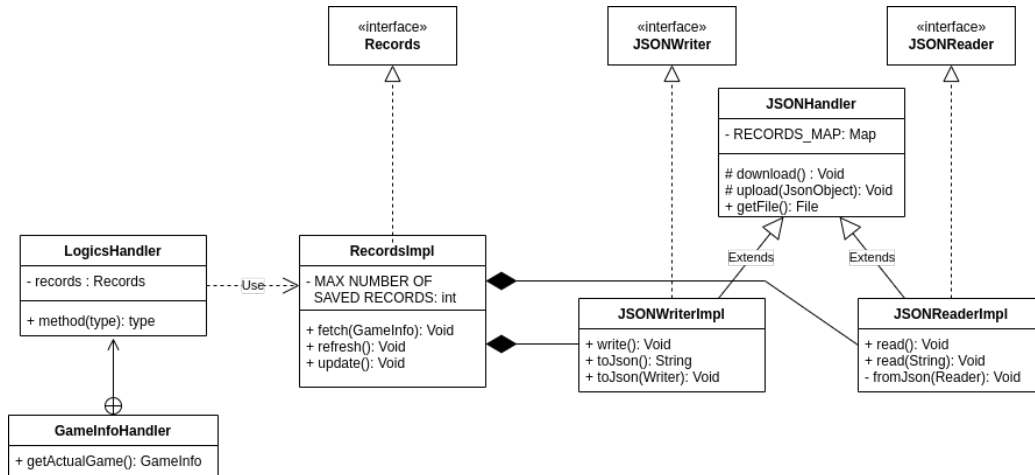 «interface»
Records
«interface»
JSONWriter
«interface»
JSONReader
JSONHandler
- RECORDS_MAP: Map
# download() : Void
# upload(JsonObject): Void
+ getFile(): File
LogicsHandler
- records : Records
+ method(type): type
Use
RecordsImpl
- MAX NUMBER OF
SAVED RECORDS: int
+ fetch(GameInfo): Void
+ refresh(): Void
+ update(): Void
Extends
Extends
JSONWriterImpl
+ write(): Void
+ toJson(): String
+ toJson(Writer): Void
JSONReaderImpl
+ read(): Void
+ read(String): Void
- fromJson(Reader): Void
GameInfoHandler
+ getActualGame(): GameInfo